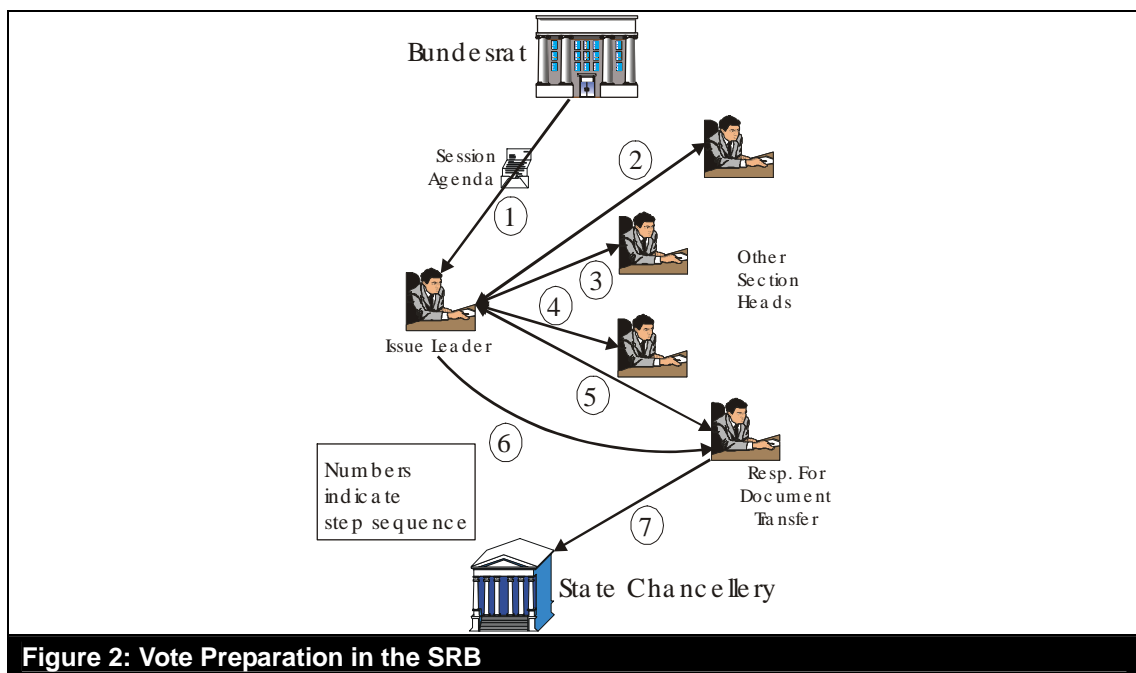 Bundesrat
Session
Agenda
1
2
3
Other
Section
Heads
4
Issue Leader
5
6
Numbers
indicate
step sequence
Resp. For
Document
Transfer
7
State Chancellery
Figure 2: Vote Preparation in the SRB